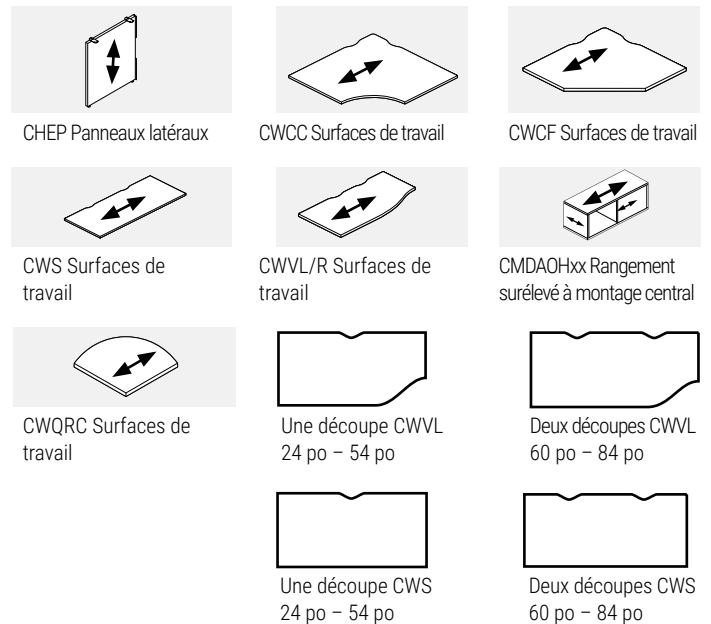 CHEP Panneaux latéraux
CWCC Surfaces de travail
CWCF Surfaces de travail
CWS Surfaces de
travail
CWVL/R Surfaces de
travail
CMDAOHxx Rangement
surélevé à montage central
CWQRC Surfaces de
travail
Une découpe CWVL
24 po – 54 po
Deux découpes CWVL
60 po – 84 po
Une découpe CWS
24 po – 54 po
Deux découpes CWS
60 po – 84 po